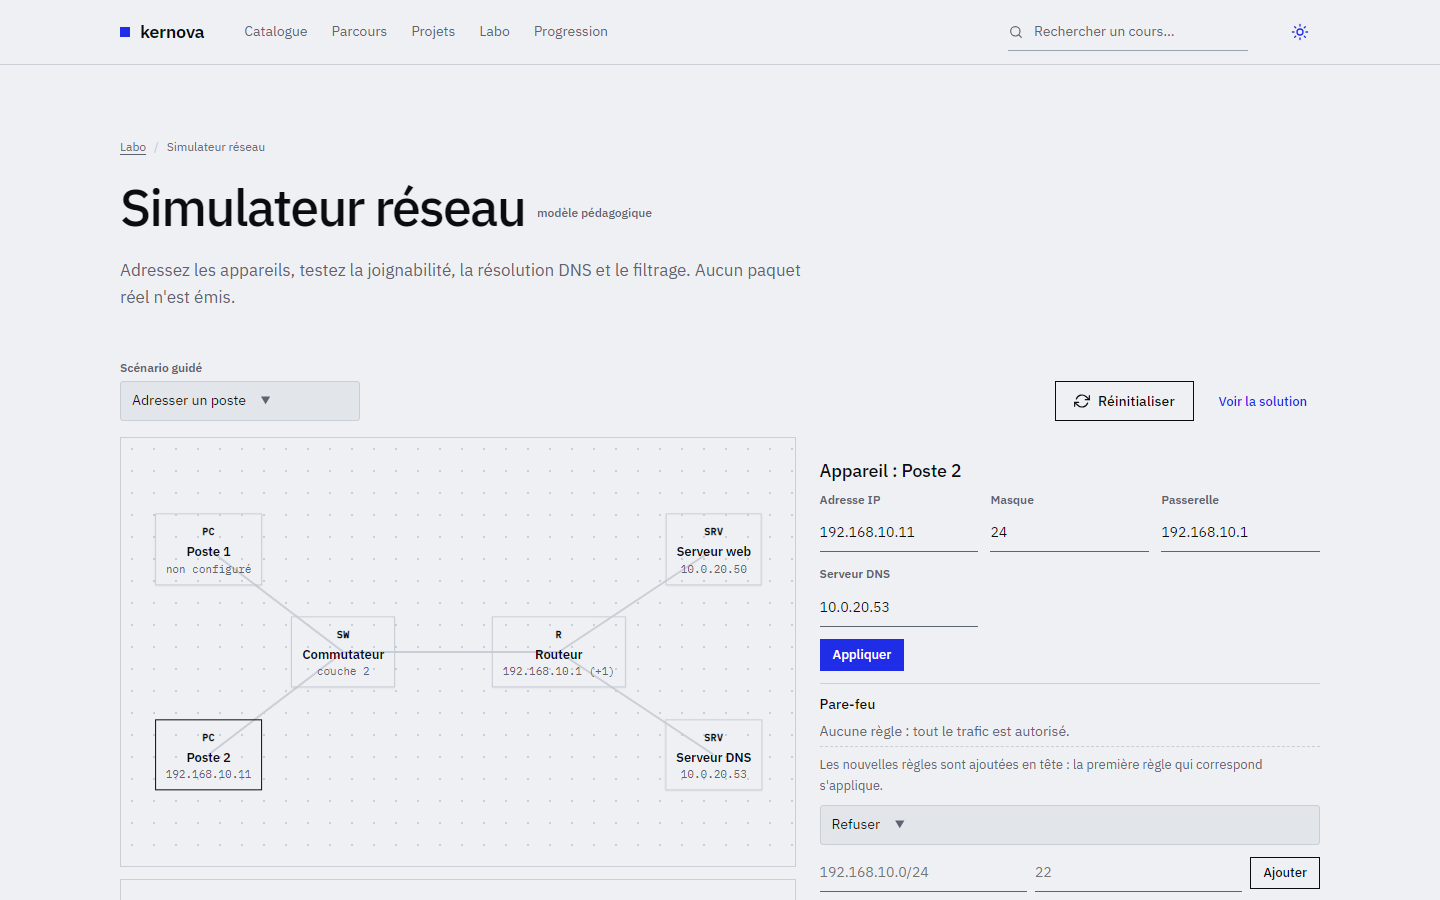 kernova
Catalogue
Parcours
Projets
Labo
Progression
Rechercher un cours...
Labo / Simulateur réseau
Simulateur réseau modèle pédagogique
Adressez les appareils, testez la joignabilité, la résolution DNS et le filtrage. Aucun paquet
réel n'est émis.
Scénario guidé
Adresser un poste
Réinitialiser
Voir la solution
PC
Poste 1
non configuré
SRV
Serveur web
10.0.20.50
SW
Commutateur
couche 2
R
Routeur
192.168.10.1 (+1)
PC
Poste 2
192.168.10.11
SRV
Serveur DNS
10.0.20.53
Appareil : Poste 2
Adresse IP
Masque
Passerelle
192.168.10.11
24
192.168.10.1
Serveur DNS
10.0.20.53
Appliquer
Pare-feu
Aucune règle : tout le trafic est autorisé.
Les nouvelles règles sont ajoutées en tête : la première règle qui correspond
s'applique.
Refuser
192.168.10.0/24
22
Ajouter